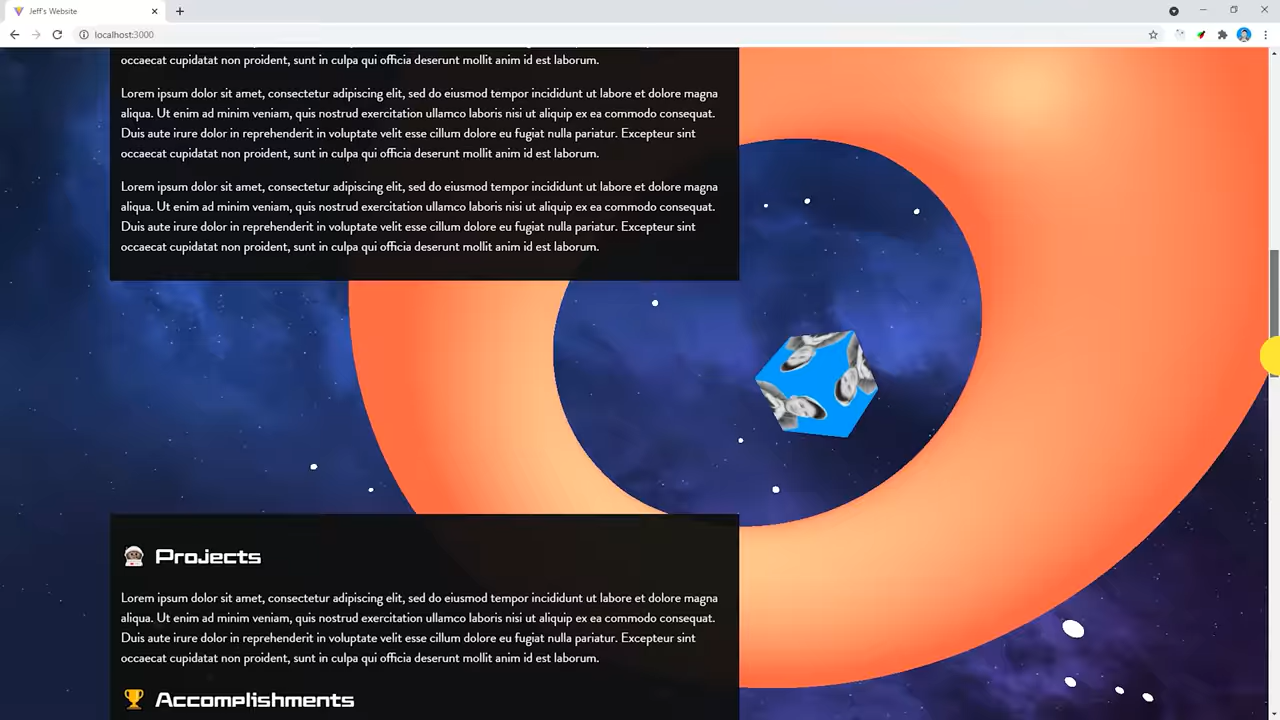 Jeff's Website
localhost:3000
occaecat cupidatat non proident, sunt in culpa qui officia deserunt mollit anim id est laborum.
Lorem ipsum dolor sit amet, consectetur adipiscing elit, sed do eiusmod tempor incididunt ut labore et dolore magna
aliqua. Ut enim ad minim veniam, quis nostrud exercitation ullamco laboris nisi ut aliquip ex ea commodo consequat.
Duis aute irure dolor in reprehenderit in voluptate velit esse cillum dolore eu fugiat nulla pariatur. Excepteur sint
occaecat cupidatat non proident, sunt in culpa qui officia deserunt mollit anim id est laborum.
Lorem ipsum dolor sit amet, consectetur adipiscing elit, sed do eiusmod tempor incididunt ut labore et dolore magna
aliqua. Ut enim ad minim veniam, quis nostrud exercitation ullamco laboris nisi ut aliquip ex ea commodo consequat.
Duis aute irure dolor in reprehenderit in voluptate velit esse cillum dolore eu fugiat nulla pariatur. Excepteur sint
occaecat cupidatat non proident, sunt in culpa qui officia deserunt mollit anim id est laborum.
Projects
Lorem ipsum dolor sit amet, consectetur adipiscing elit, sed do eiusmod tempor incididunt ut labore et dolore magna
aliqua. Ut enim ad minim veniam, quis nostrud exercitation ullamco laboris nisi ut aliquip ex ea commodo consequat.
Duis aute irure dolor in reprehenderit in voluptate velit esse cillum dolore eu fugiat nulla pariatur. Excepteur sint
occaecat cupidatat non proident, sunt in culpa qui officia deserunt mollit anim id est laborum.
Accomplishments